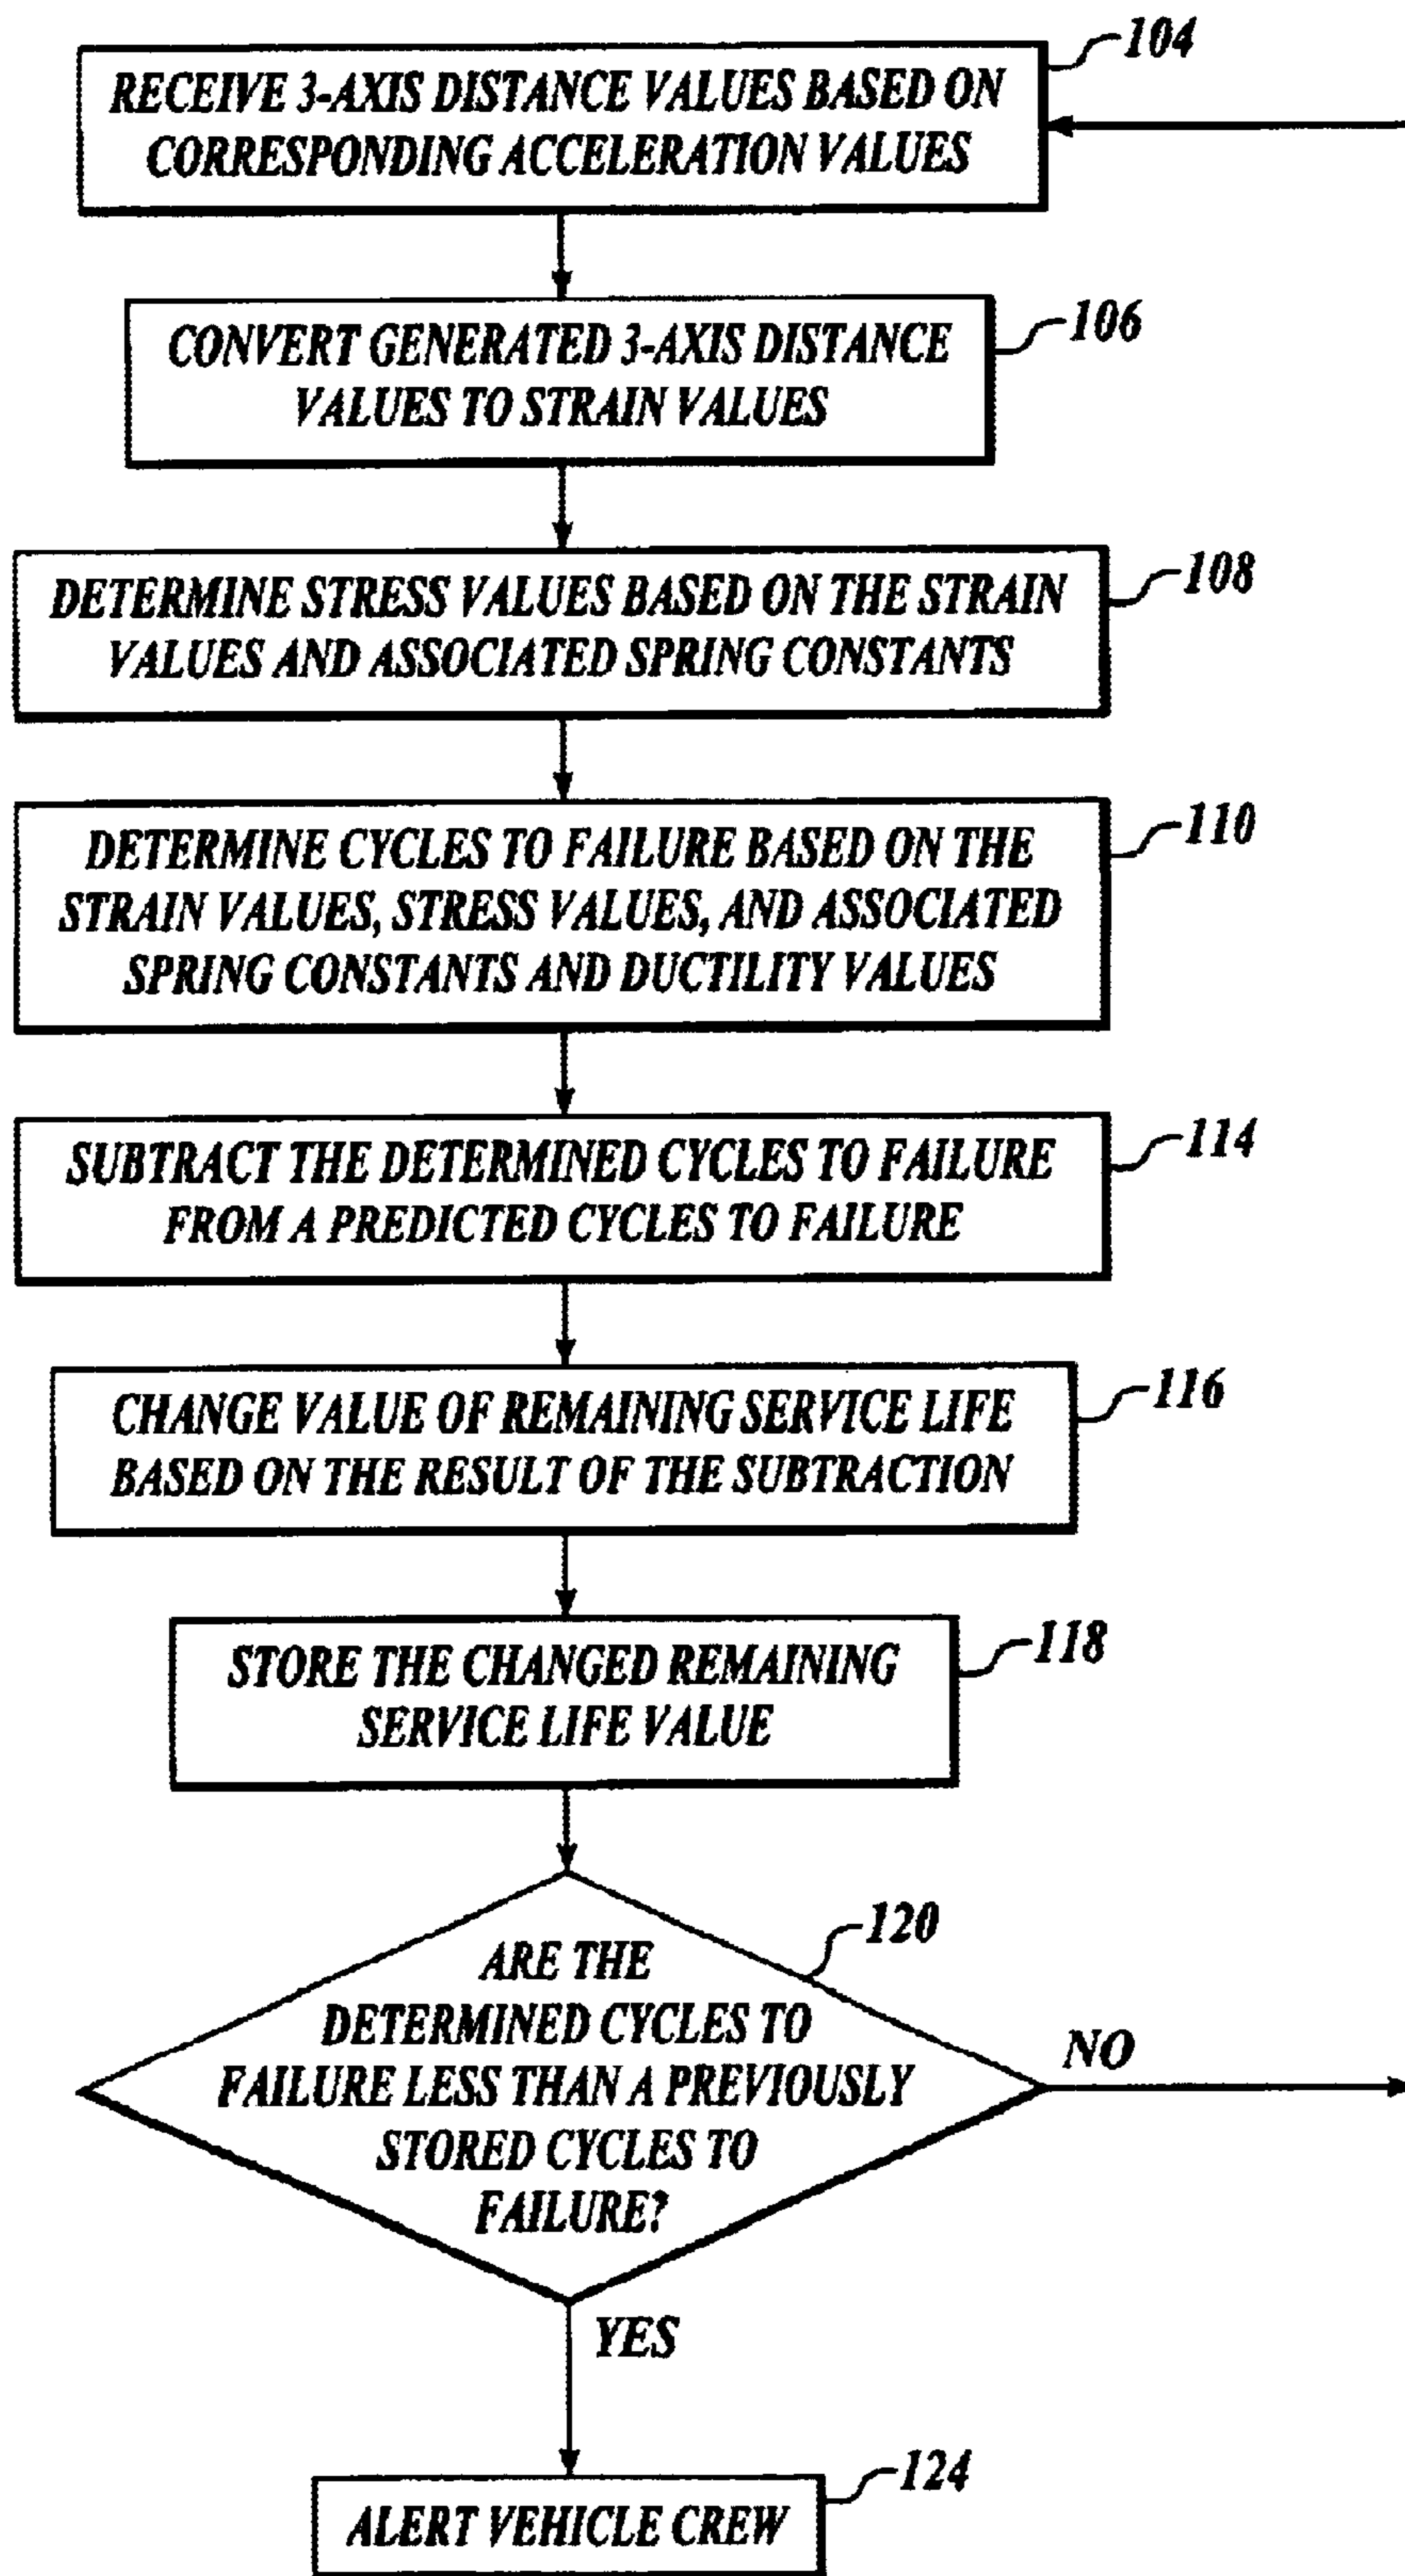 104
RECEIVE 3-AXIS DISTANCE VALUES BASED ON
CORRESPONDING ACCELERATION VALUES
106
CONVERT GENERATED 3-AXIS DISTANCE
VALUES TO STRAIN VALUES
108
DETERMINE STRESS VALUES BASED ON THE STRAIN
VALUES AND ASSOCIATED SPRING CONSTANTS
110
DETERMINE CYCLES TO FAILURE BASED ON THE
STRAIN VALUES, STRESS VALUES, AND ASSOCIATED
SPRING CONSTANTS AND DUCTILITY VALUES
114
SUBTRACT THE DETERMINED CYCLES TO FAILURE
FROM A PREDICTED CYCLES TO FAILURE
116
CHANGE VALUE OF REMAINING SERVICE LIFE
BASED ON THE RESULT OF THE SUBTRACTION
118
STORE THE CHANGED REMAINING
SERVICE LIFE VALUE
120
ARE THE
DETERMINED CYCLES TO
FAILURE LESS THAN A PREVIOUSLY
STORED CYCLES TO
FAILURE?
NO
YES
124
ALERT VEHICLE CREW